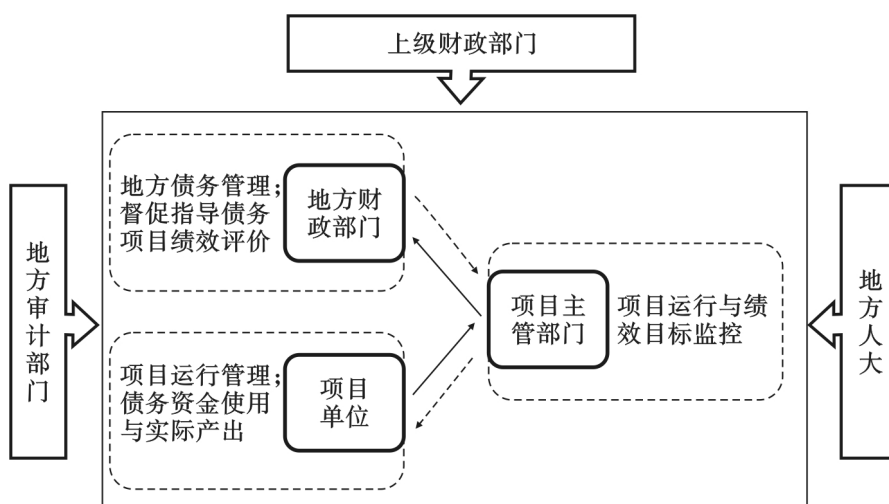 上级财政部门
地方债务管理;
督促指导债务
项目绩效评价
地方财
政部门
地方审计部门
项目主
管部门
项目运行与绩
效目标监控
地方人大
项目运行管理;
债务资金使用
与实际产出
项目
单位